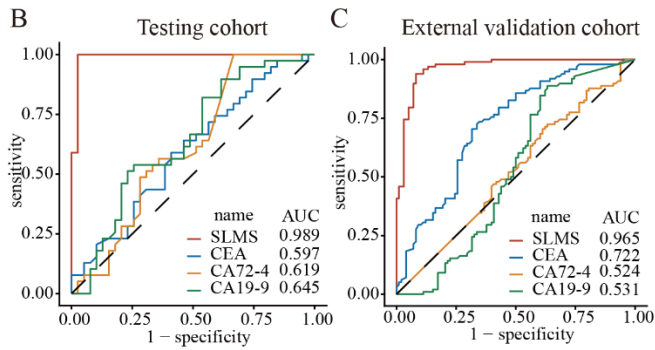 B
Testing cohort
1.00
0.75
0.50
0.25
0.00
sensitivity
name AUC
SLMS 0.989
CEA 0.597
CA72-4 0.619
CA19-9 0.645
0.00 0.25 0.50 0.75 1.00
1 − specificity
C
External validation cohort
1.00
0.75
0.50
0.25
0.00
sensitivity
name AUC
SLMS 0.965
CEA 0.722
CA72-4 0.524
CA19-9 0.531
0.00 0.25 0.50 0.75 1.00
1 − specificity